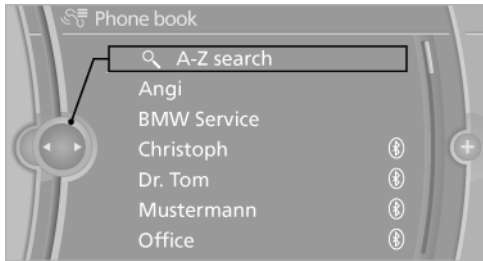 Phone book
A-Z search
Angi
BMW Service
Christoph
Dr. Tom
Mustermann
Office